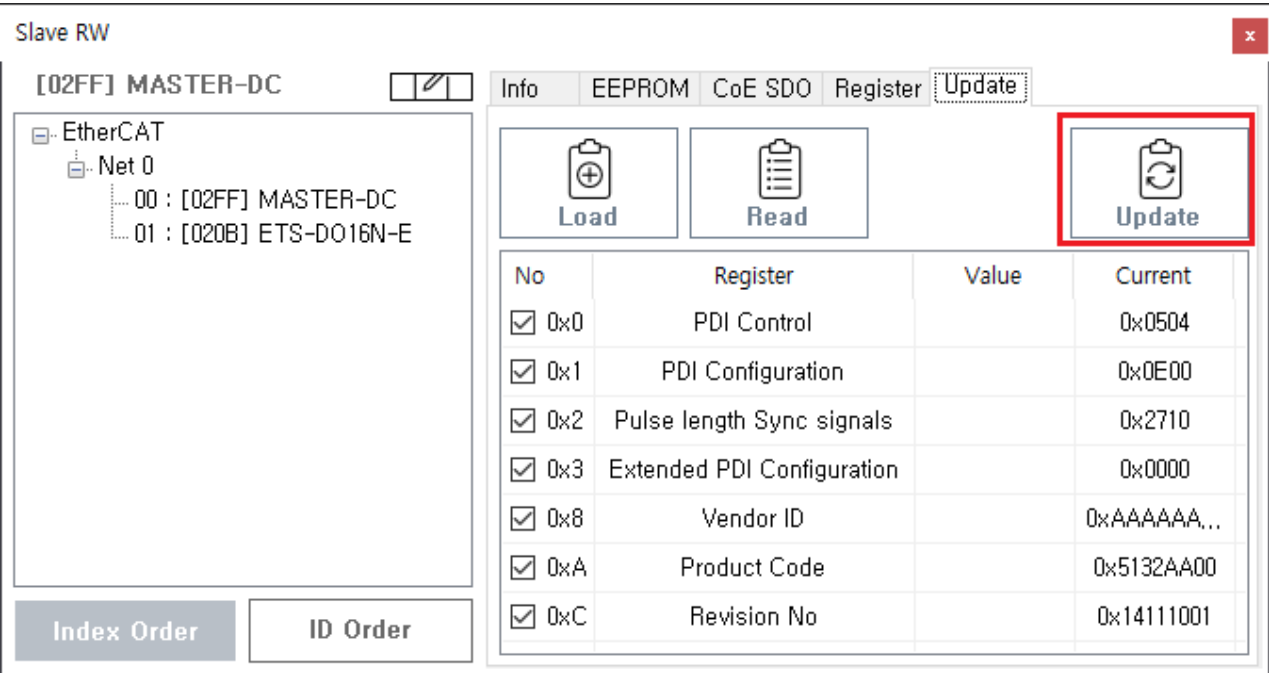 Slave RW
x
[02FF] MASTER-DC
Info EEPROM CoE SDO Register Update
EtherCAT
Net 0
00 : [02FF] MASTER-DC
01 : [020B] ETS-DO16N-E
Load Read Update
No Register Value Current
0x0 PDI Control 0x0504
0x1 PDI Configuration 0x0E00
0x2 Pulse length Sync signals 0x2710
0x3 Extended PDI Configuration 0x0000
0x8 Vendor ID 0xAAAAAA...
0xA Product Code 0x5132AA00
0xC Revision No 0x14111001
Index Order ID Order